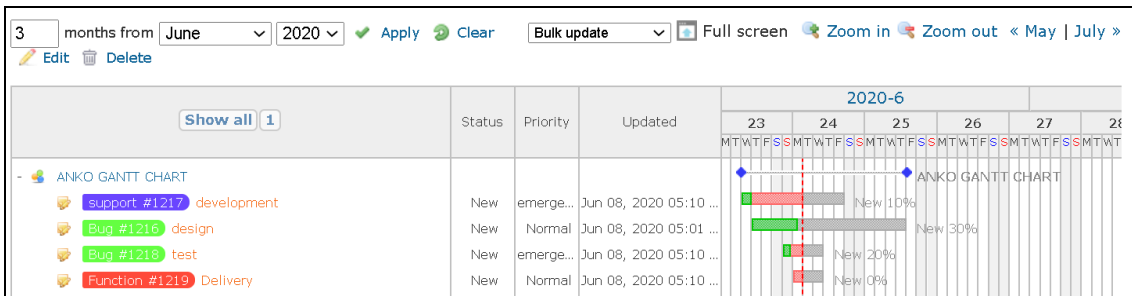 3 months from June 2020 Apply Clear Bulk update Full screen Zoom in Zoom out « May | July »
Edit Delete
2020-6
Show all 1 Status Priority Updated 23 24 25 26 27 28
M T W T F S S M T W T F S S M T W T F S S M T W T F S S M T W T F S S M T W T
ANKO GANTT CHART ANKO GANTT CHART
support #1217 development New emerge... Jun 08, 2020 05:10 ... New 10%
Bug #1216 design New Normal Jun 08, 2020 05:01 ... New 30%
Bug #1218 test New emerge... Jun 08, 2020 05:10 ... New 20%
Function #1219 Delivery New Normal Jun 08, 2020 05:10 ... New 0%